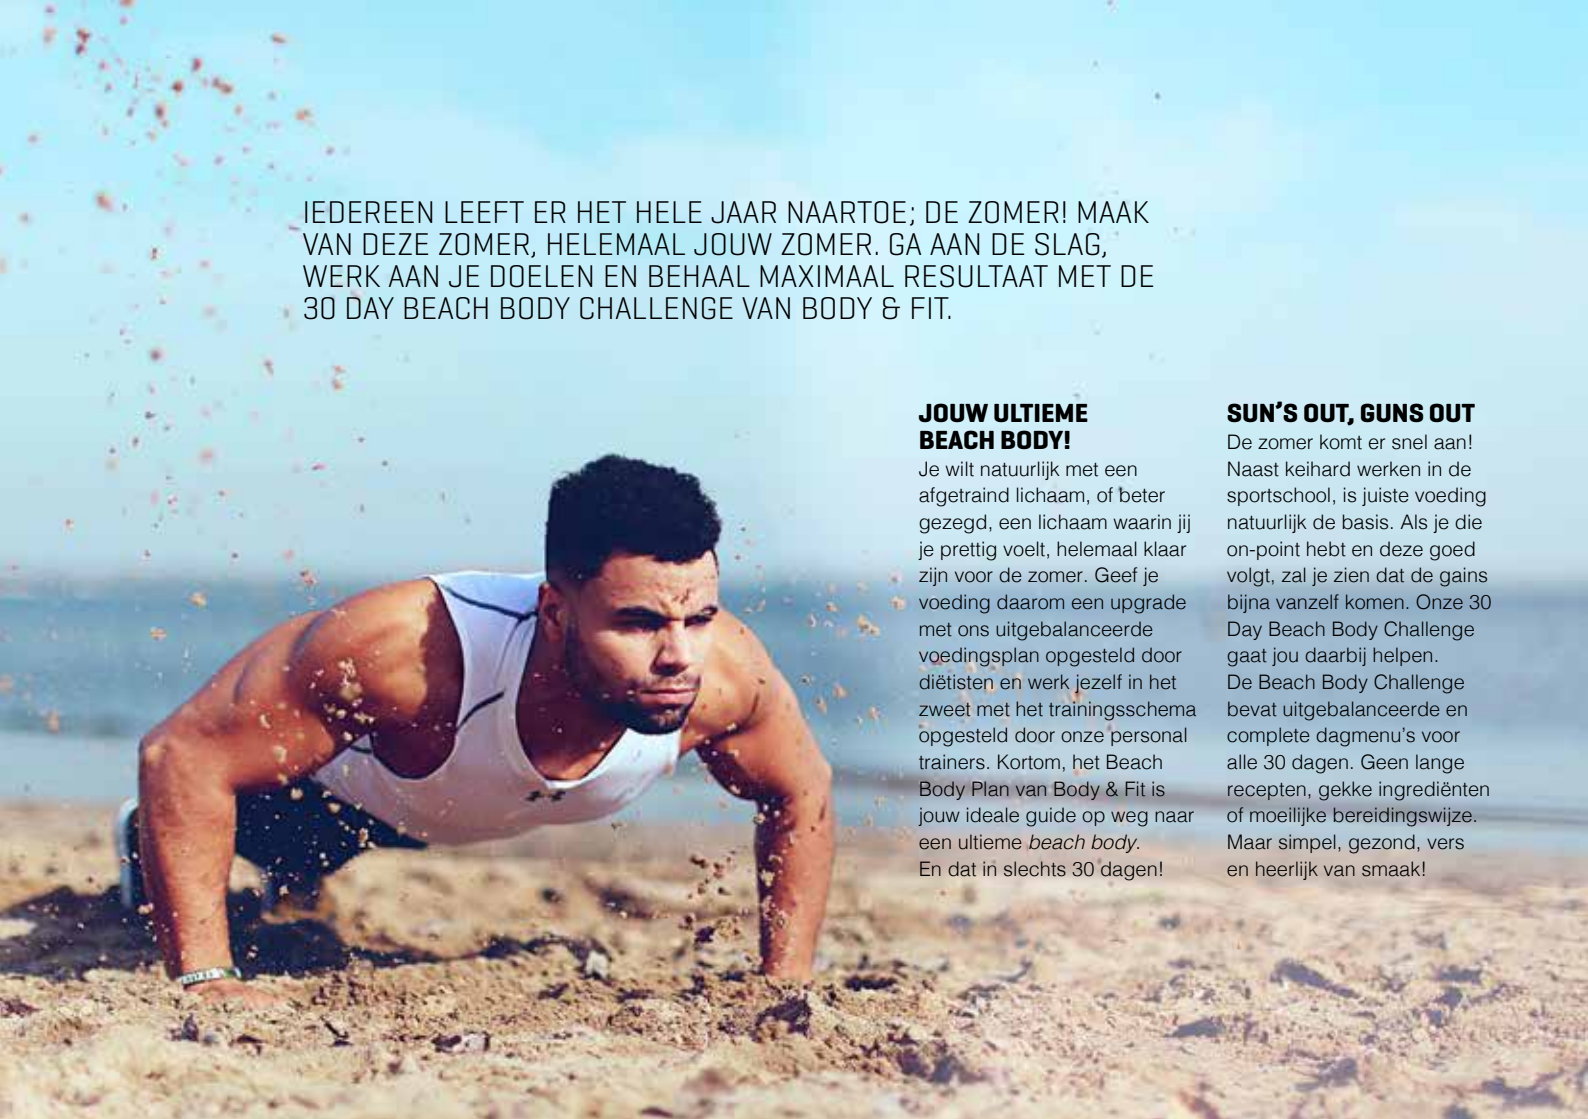 IEDEREEN LEEFT ER HET HELE JAAR NAARTOE; DE ZOMER! MAAK
VAN DEZE ZOMER, HELEMAAL JOUW ZOMER. GA AAN DE SLAG,
WERK AAN JE DOELEN EN BEHAAL MAXIMAAL RESULTAAT MET DE
30 DAY BEACH BODY CHALLENGE VAN BODY & FIT.
JOUW ULTIEME
BEACH BODY!
Je wilt natuurlijk met een
afgetraind lichaam, of beter
gezegd, een lichaam waarin jij
je prettig voelt, helemaal klaar
zijn voor de zomer. Geef je
voeding daarom een upgrade
met ons uitgebalanceerde
voedingsplan opgesteld door
diëtisten en werk jezelf in het
zweet met het trainingsschema
opgesteld door onze personal
trainers. Kortom, het Beach
Body Plan van Body & Fit is
jouw ideale guide op weg naar
een ultieme beach body.
En dat in slechts 30 dagen!
SUN'S OUT, GUNS OUT
De zomer komt er snel aan!
Naast keihard werken in de
sportschool, is juiste voeding
natuurlijk de basis. Als je die
on-point hebt en deze goed
volgt, zal je zien dat de gains
bijna vanzelf komen. Onze 30
Day Beach Body Challenge
gaat jou daarbij helpen.
De Beach Body Challenge
bevat uitgebalanceerde en
complete dagmenu's voor
alle 30 dagen. Geen lange
recepten, gekke ingrediënten
of moeilijke bereidingswijze.
Maar simpel, gezond, vers
en heerlijk van smaak!